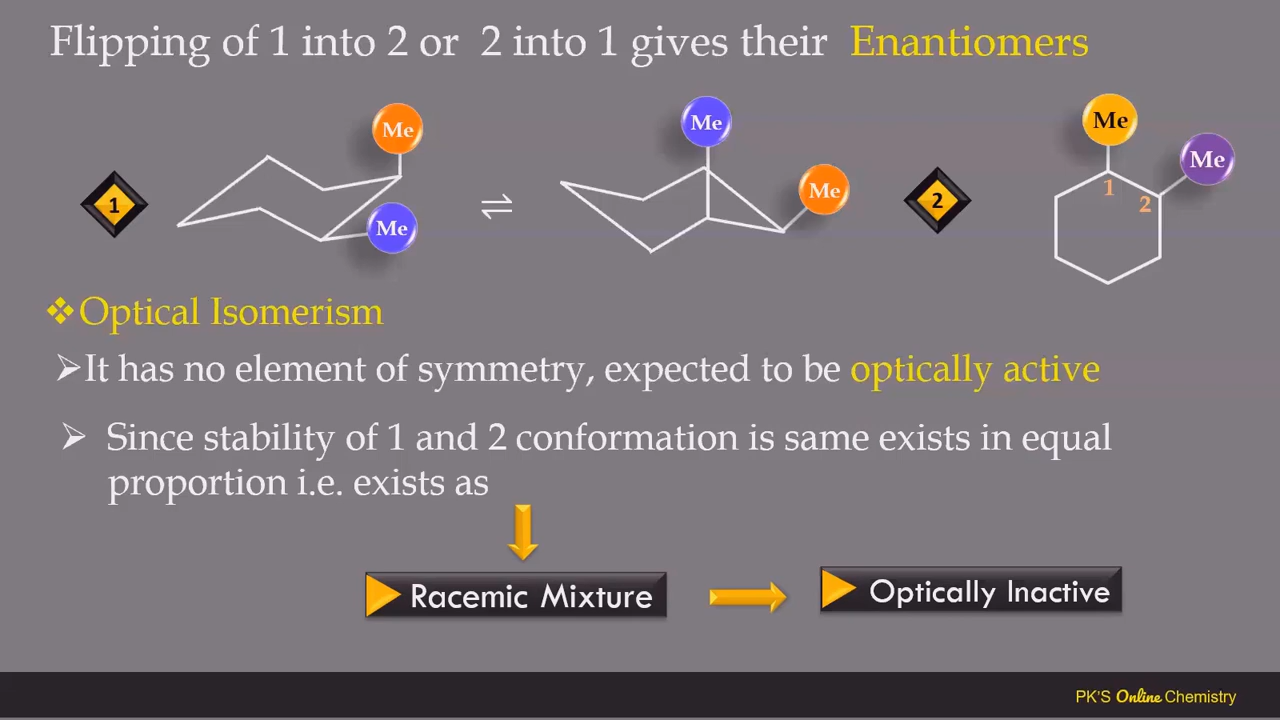 Flipping of 1 into 2 or 2 into 1 gives their Enantiomers
Me
Me
Me
Me
Me
Me
1
2
1
2
Optical Isomerism
It has no element of symmetry, expected to be optically active
Since stability of 1 and 2 conformation is same exists in equal
proportion i.e. exists as
Racemic Mixture
Optically Inactive
PK'S Online Chemistry